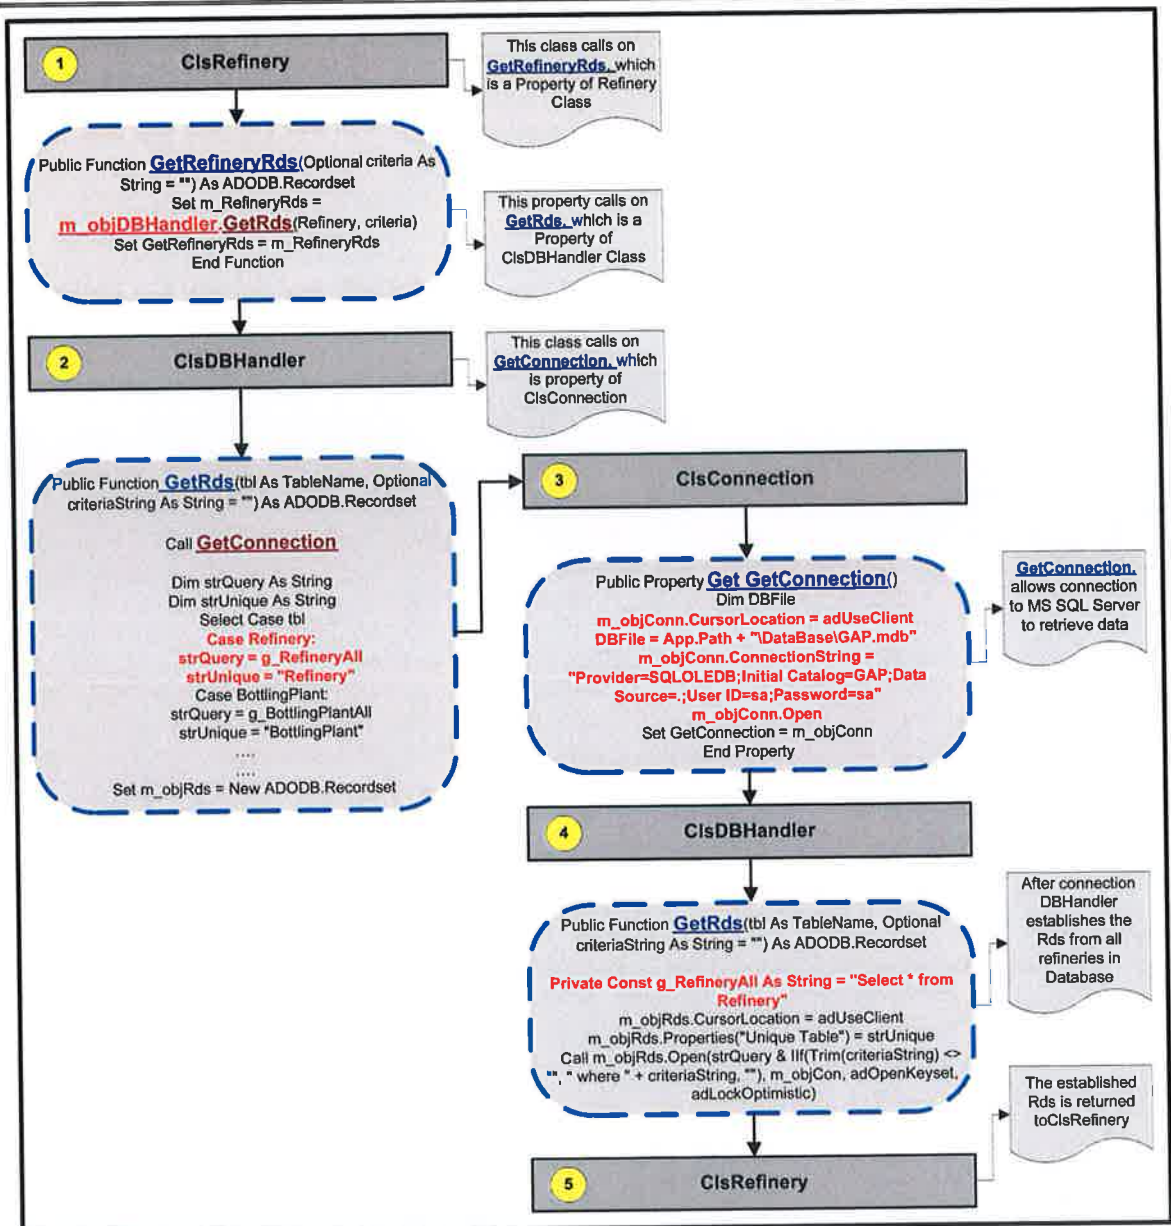 1
ClsRefinery
This class calls on
GetRefineryRds, which
is a Property of Refinery
Class
Public Function GetRefineryRds(Optional criteria As
String = "") As ADODB.Recordset
Set m_RefineryRds =
m_objDBHandler.GetRds(Refinery, criteria)
Set GetRefineryRds = m_RefineryRds
End Function
This property calls on
GetRds, which is a
Property of
ClsDBHandler Class
2
ClsDBHandler
This class calls on
GetConnection, which
is property of
ClsConnection
Public Function GetRds(tbl As TableName, Optional
criteriaString As String = "") As ADODB.Recordset
Call GetConnection
Dim strQuery As String
Dim strUnique As String
Select Case tbl
Case Refinery:
strQuery = g_RefineryAll
strUnique = "Refinery"
Case BottlingPlant:
strQuery = g_BottlingPlantAll
strUnique = "BottlingPlant"
....
....
Set m_objRds = New ADODB.Recordset
3
ClsConnection
Public Property Get GetConnection()
Dim DBFile
m_objConn.CursorLocation = adUseClient
DBFile = App.Path + "\DataBase\GAP.mdb"
m_objConn.ConnectionString =
"Provider=SQLOLEDB;Initial Catalog=GAP;Data
Source=.;User ID=sa;Password=sa"
m_objConn.Open
Set GetConnection = m_objConn
End Property
GetConnection,
allows connection
to MS SQL Server
to retrieve data
4
ClsDBHandler
Public Function GetRds(tbl As TableName, Optional
criteriaString As String = "") As ADODB.Recordset
Private Const g_RefineryAll As String = "Select * from
Refinery"
m_objRds.CursorLocation = adUseClient
m_objRds.Properties("Unique Table") = strUnique
Call m_objRds.Open(strQuery & IIf(Trim(criteriaString) <>
"", " where " + criteriaString, ""), m_objCon, adOpenKeyset,
adLockOptimistic)
After connection
DBHandler
establishes the
Rds from all
refineries in
Database
The established
Rds is returned
toClsRefinery
5
ClsRefinery